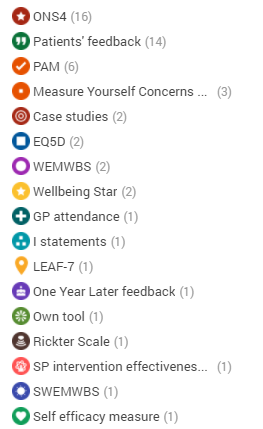 ONS4 (16)
Patients' feedback (14)
PAM (6)
Measure Yourself Concerns ... (3)
Case studies (2)
EQ5D (2)
WEMWBS (2)
Wellbeing Star (2)
GP attendance (1)
I statements (1)
LEAF-7 (1)
One Year Later feedback (1)
Own tool (1)
Rickter Scale (1)
SP intervention effectivenes... (1)
SWEMWBS (1)
Self efficacy measure (1)